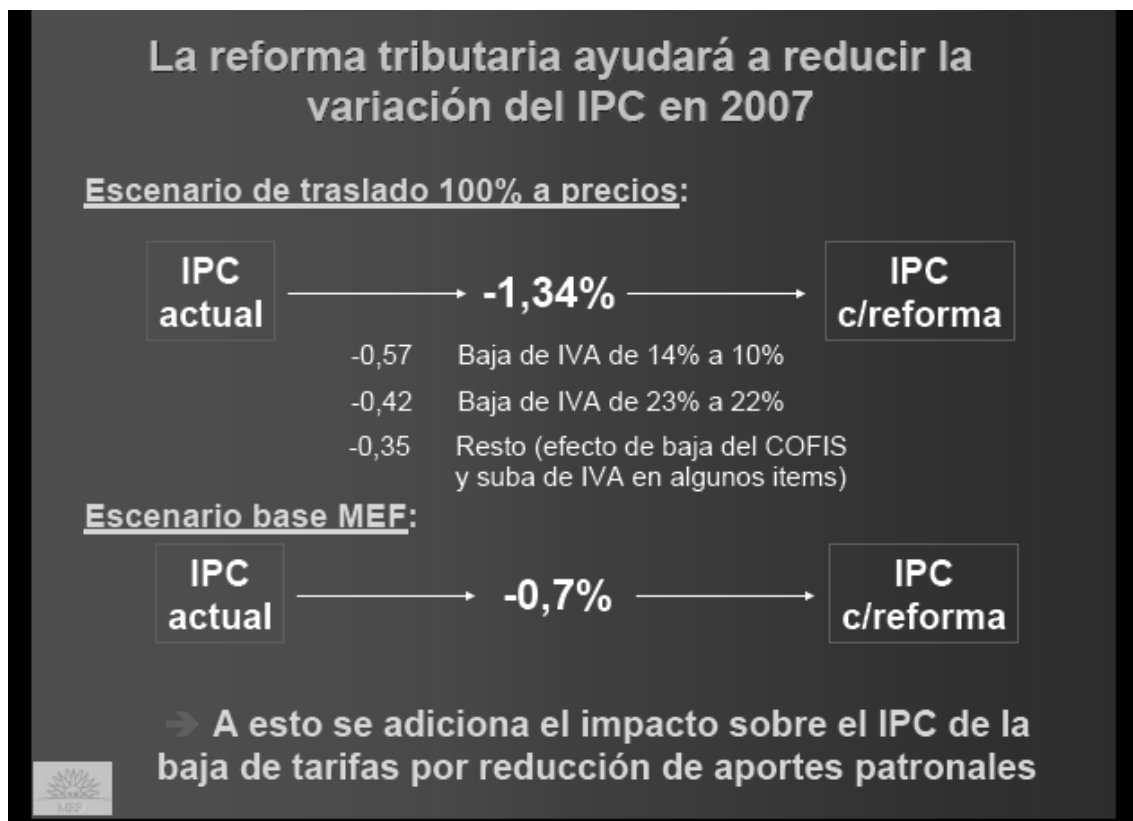 La reforma tributaria ayudará a reducir la
variación del IPC en 2007
Escenario de traslado 100% a precios:
IPC
actual
-1,34%
IPC
c/reforma
-0,57 Baja de IVA de 14% a 10%
-0,42 Baja de IVA de 23% a 22%
-0,35 Resto (efecto de baja del COFIS
y suba de IVA en algunos items)
Escenario base MEF:
IPC
actual
-0,7%
IPC
c/reforma
➔ A esto se adiciona el impacto sobre el IPC de la
baja de tarifas por reducción de aportes patronales
MEF